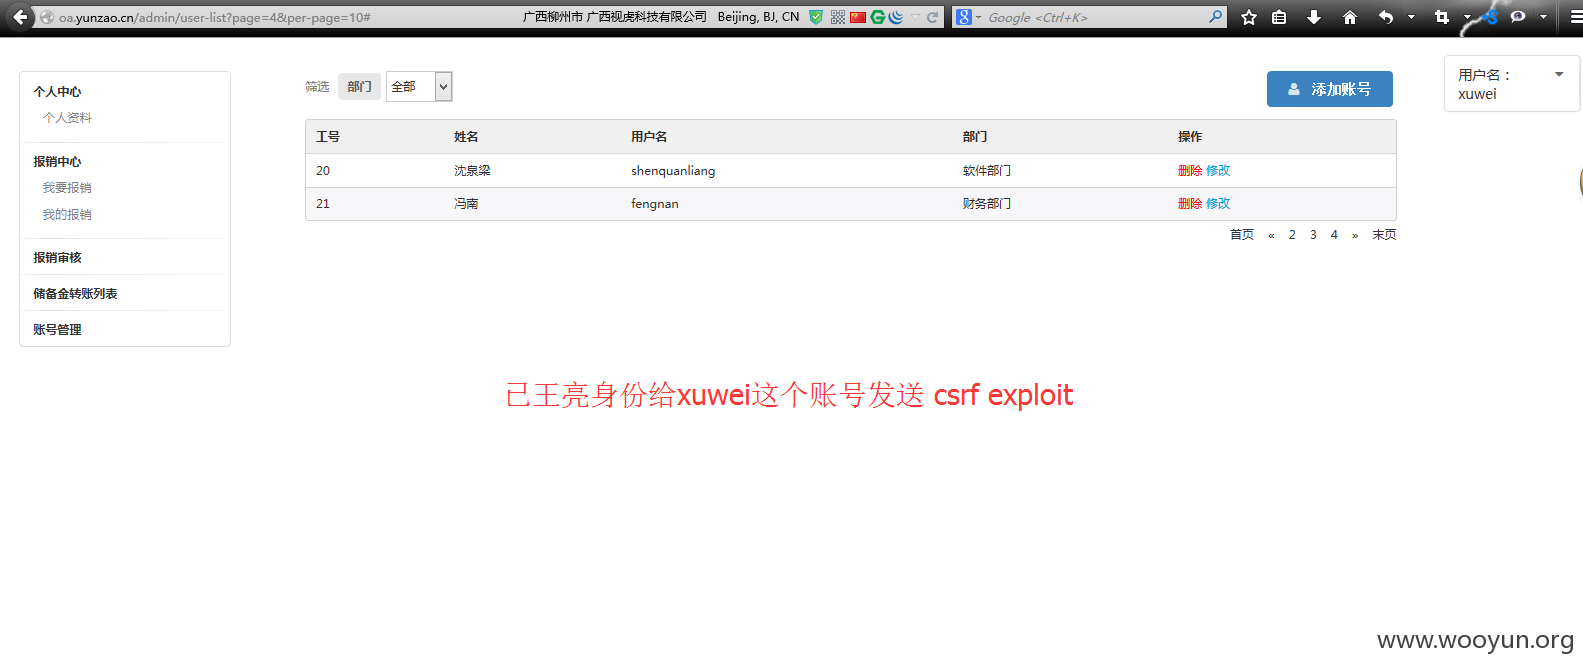 oa.yunzao.cn/admin/user-list?page=4&per-page=10# 广西柳州市 广西视虎科技有限公司 Beijing, BJ, CN Google <Ctrl+K>
个人中心
个人资料
报销中心
我要报销
我的报销
报销审核
储备金转账列表
账号管理
筛选 部门 全部
添加账号
用户名：
xuwei
工号 姓名 用户名 部门 操作
20 沈泉梁 shenquanliang 软件部门 删除 修改
21 冯南 fengnan 财务部门 删除 修改
首页 « 2 3 4 » 末页
已王亮身份给xuwei这个账号发送 csrf exploit
www.wooyun.org